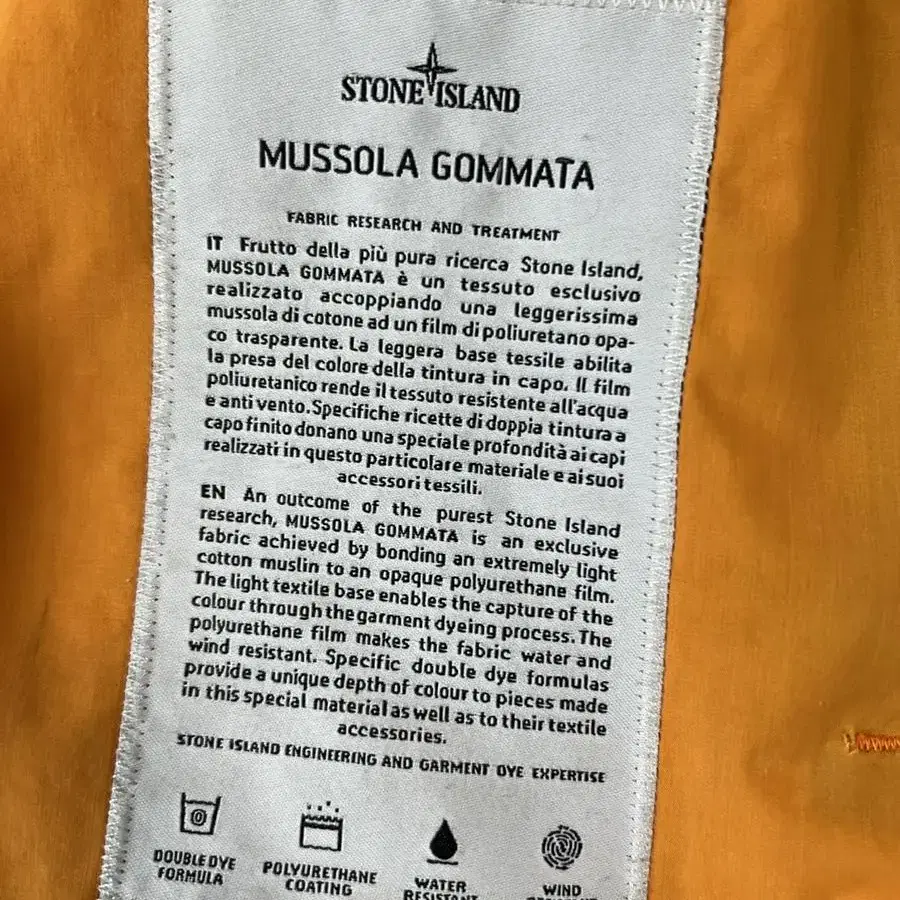 STONE ISLAND
MUSSOLA GOMMATA
FABRIC RESEARCH AND TREATMENT
IT Frutto della più pura ricerca Stone Island,
MUSSOLA GOMMATA è un tessuto esclusivo
realizzato accoppiando una leggerissima
mussola di cotone ad un film di poliuretano opa-
co trasparente. La leggera base tessile abilita
la presa del colore della tintura in capo. Il film
poliuretanico rende il tessuto resistente all'acqua
e anti vento. Specifiche ricette di doppia tintura a
capo finito donano una speciale profondità ai capi
realizzati in questo particolare materiale e ai suoi
accessori tessili.
EN An outcome of the purest Stone Island
research, MUSSOLA GOMMATA is an exclusive
fabric achieved by bonding an extremely light
cotton muslin to an opaque polyurethane film.
The light textile base enables the capture of the
colour through the garment dyeing process. The
polyurethane film makes the fabric water and
wind resistant. Specific double dye formulas
provide a unique depth of colour to pieces made
in this special material as well as to their textile
accessories.
STONE ISLAND ENGINEERING AND GARMENT DYE EXPERTISE
DOUBLE DYE
FORMULA
POLYURETHANE
COATING
WATER
RESISTANT
WIND